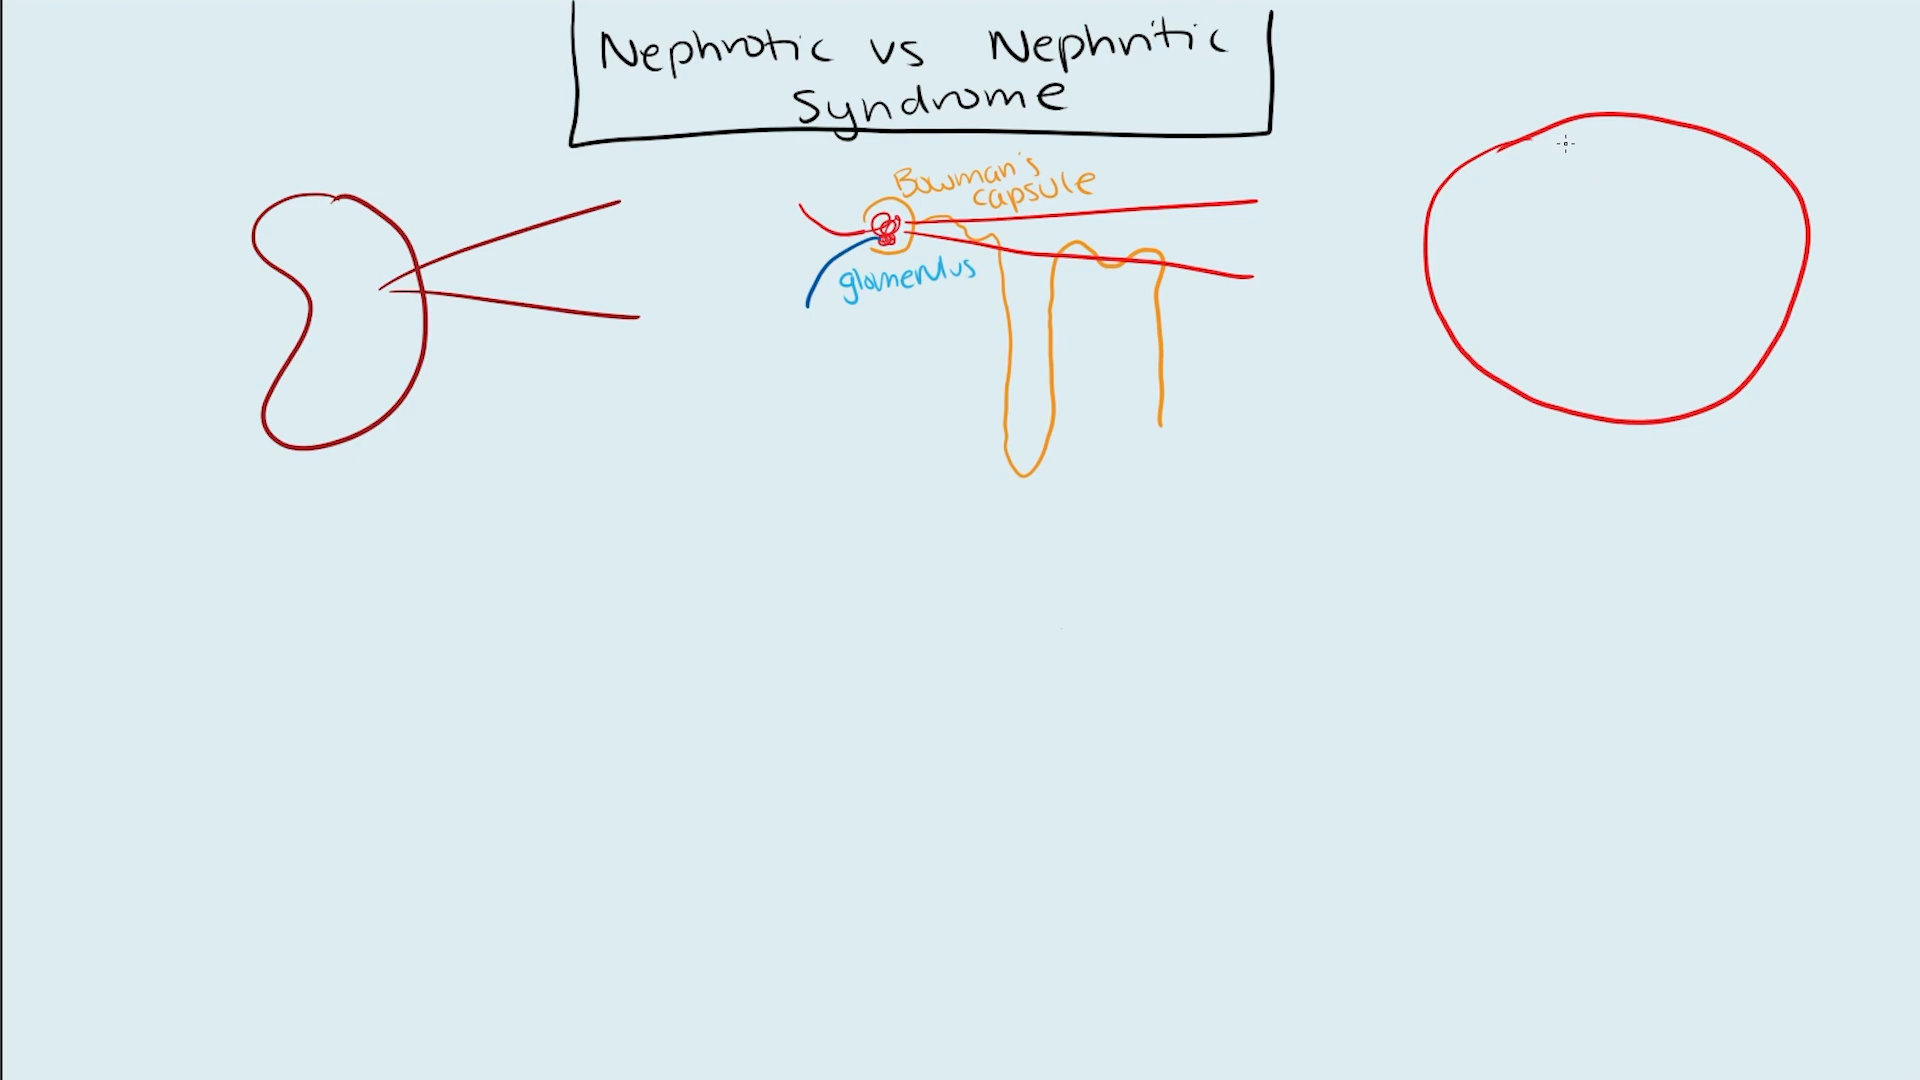 Nephrotic vs Nephritic
Syndrome
Bowman's
capsule
glomerulus